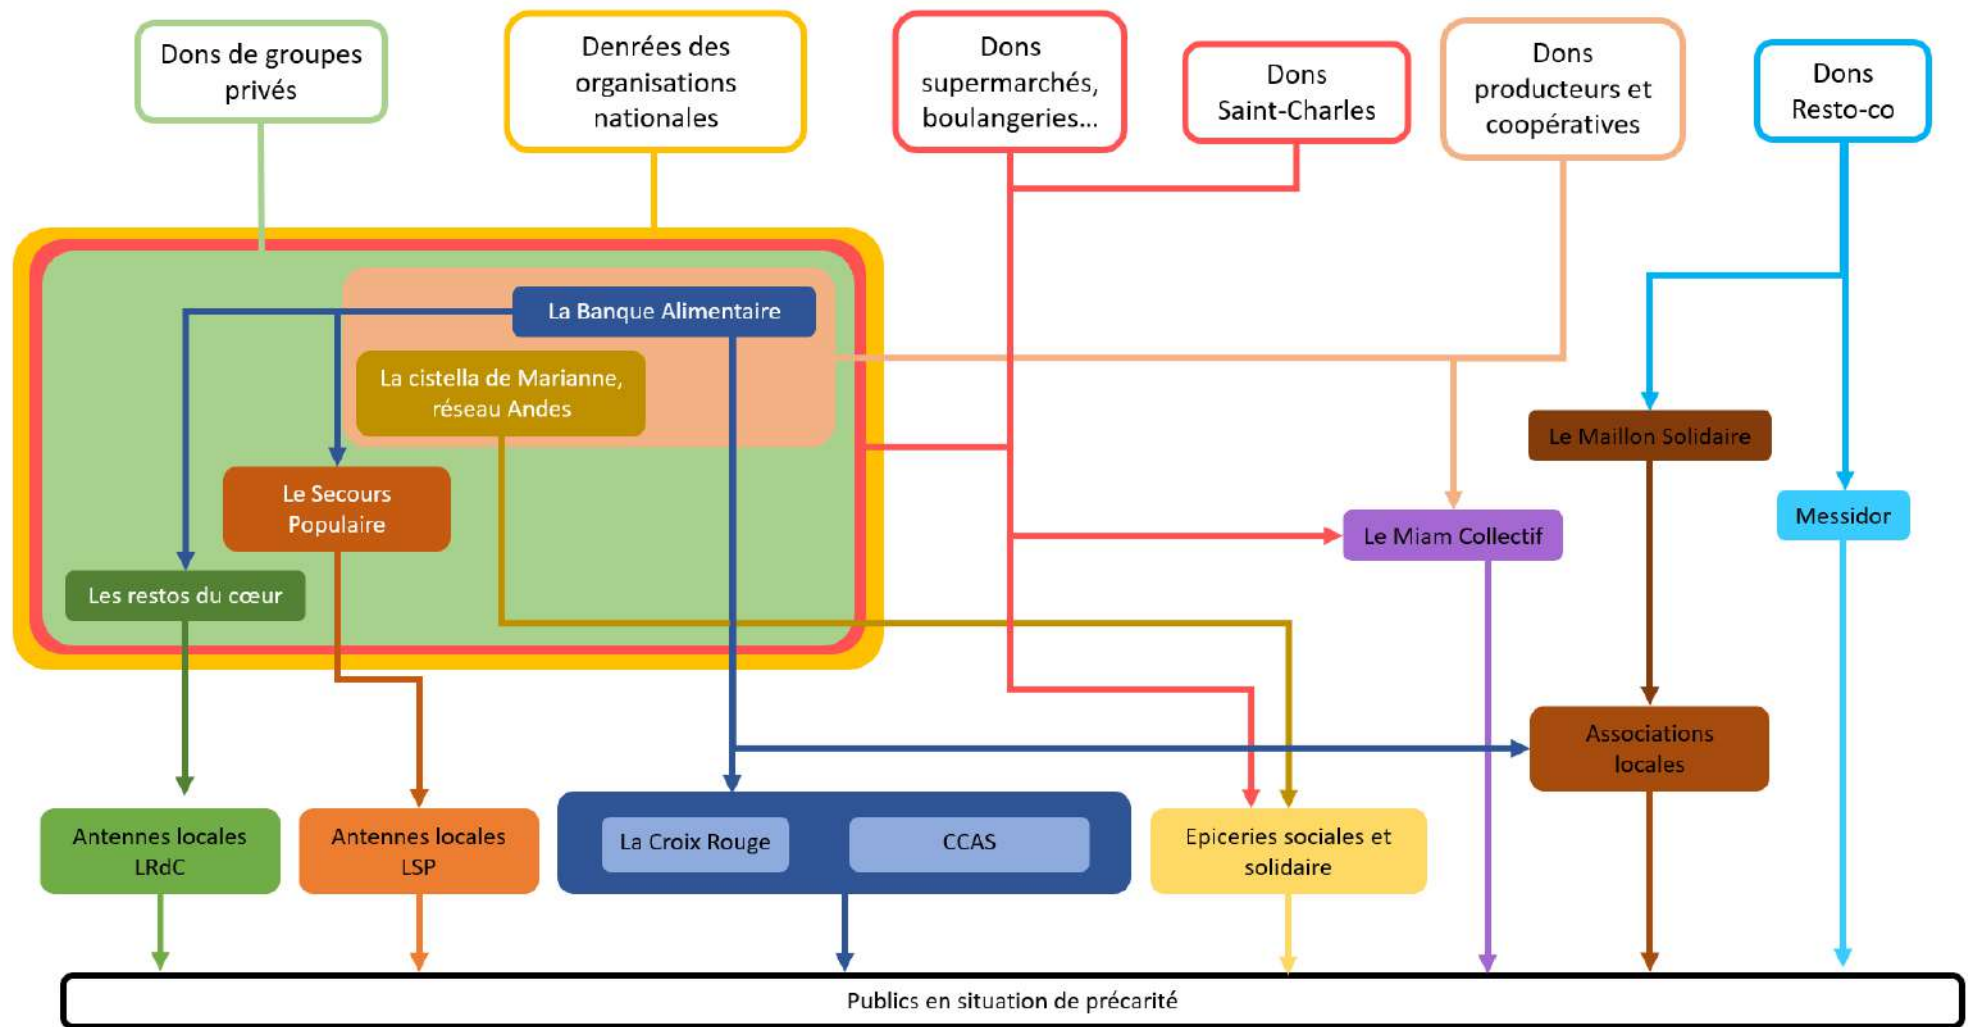 Dons de groupes
privés
Denrées des
organisations
nationales
Dons
supermarchés,
boulangeries...
Dons
Saint-Charles
Dons
producteurs et
coopératives
Dons
Resto-co
La Banque Alimentaire
La cistella de Marianne,
réseau Andes
Le Secours
Populaire
Les restos du cœur
Le Maillon Solidaire
Messidor
Le Miam Collectif
Associations
locales
Antennes locales
LRdC
Antennes locales
LSP
La Croix Rouge
CCAS
Epiceries sociales et
solidaire
Publics en situation de précarité